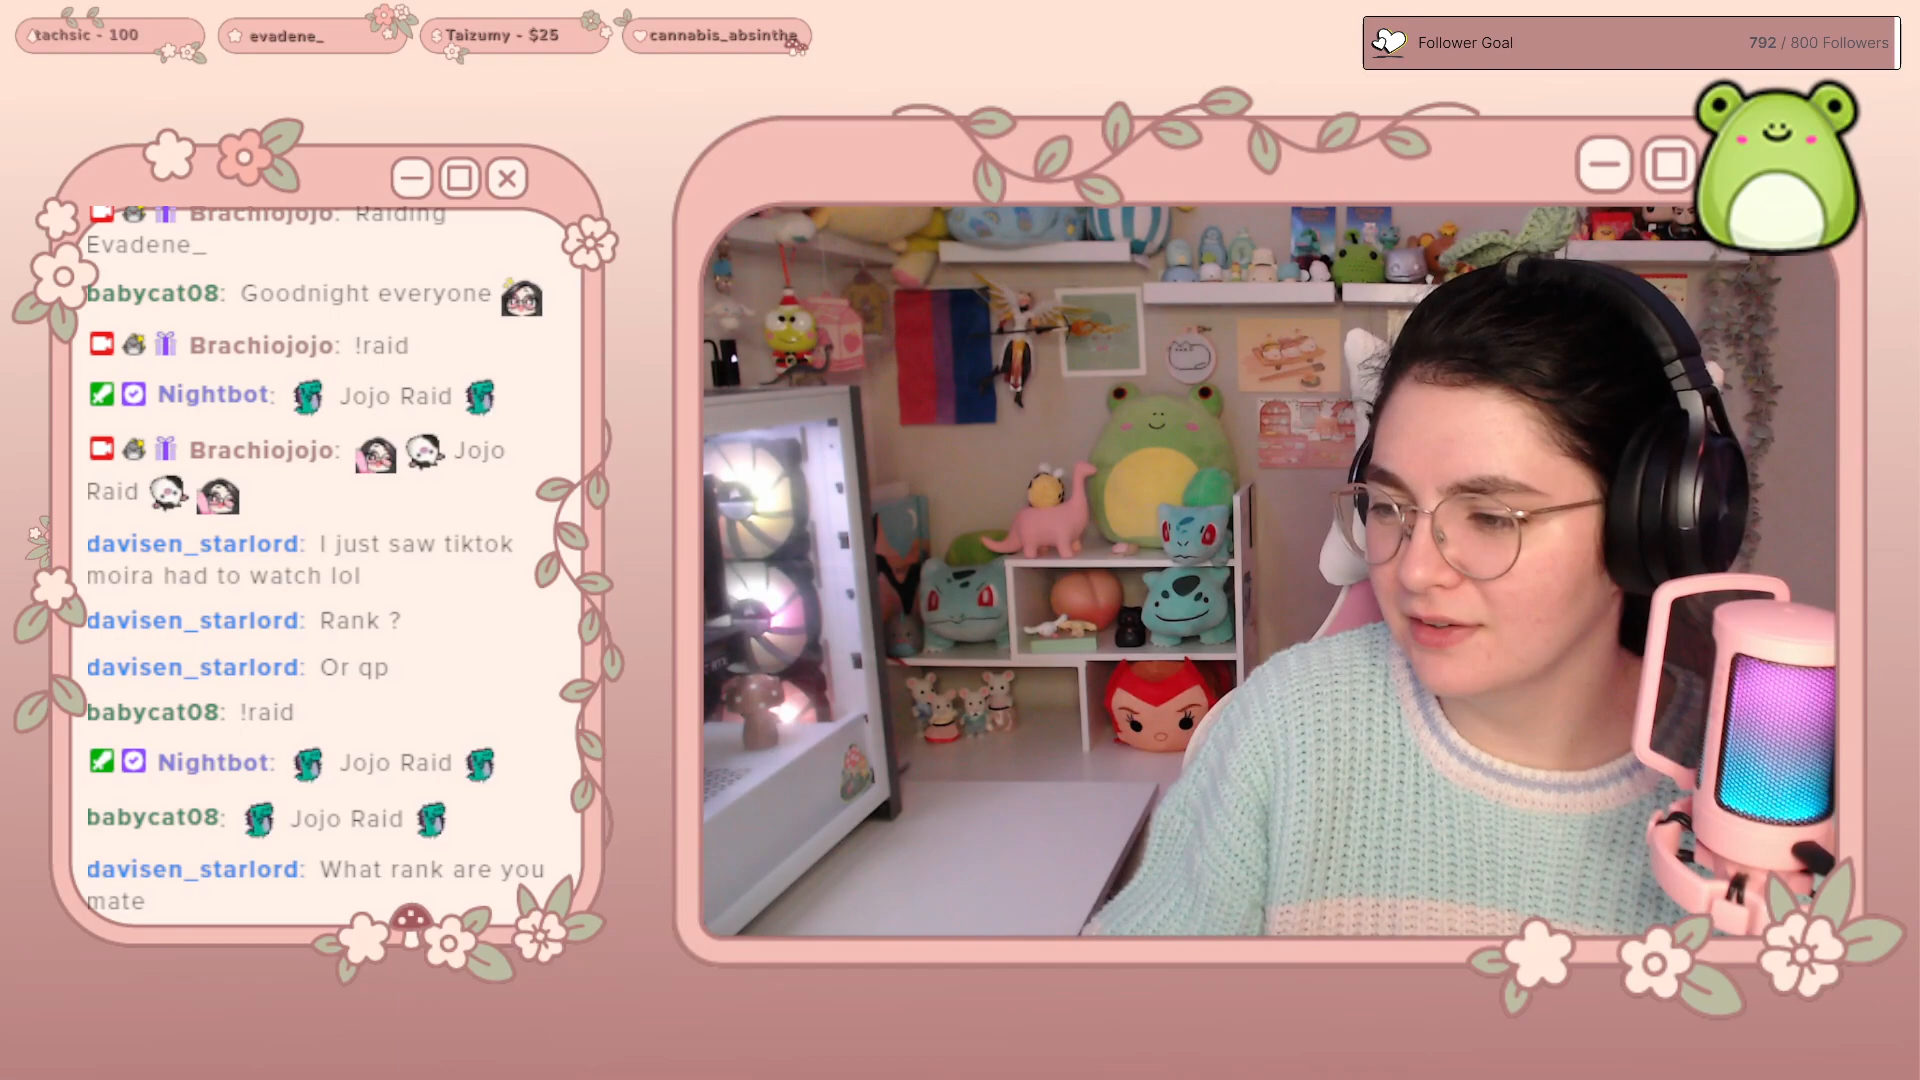 tachsic - 100
evadene_
Taizumy - $25
cannabis_absinthe
Follower Goal
792 / 800 Followers
Brachiojojo: Raiding
Evadene_
babycat08: Goodnight everyone
Brachiojojo: !raid
Nightbot: Jojo Raid
Brachiojojo: Jojo
Raid
davisen_starlord: I just saw tiktok
moira had to watch lol
davisen_starlord: Rank ?
davisen_starlord: Or qp
babycat08: !raid
Nightbot: Jojo Raid
babycat08: Jojo Raid
davisen_starlord: What rank are you
mate